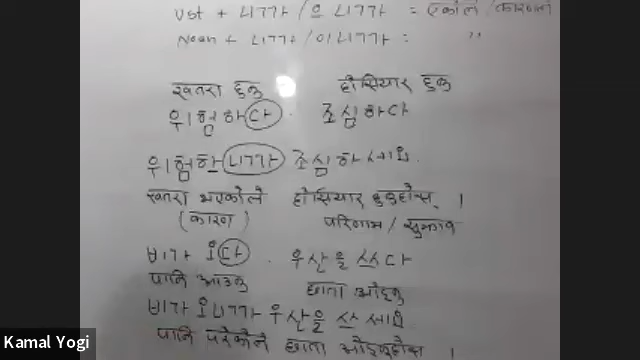 Vst + 니까 / 으니까 = एकोले / कारणले
Noun + 니까 / 이니까 = "
खतरा हुनु होसियार हुनु
위험하다. 조심하다
위험하니까 조심하세요.
खतरा भएकोले होसियार हुनुहोस् ।
(कारण) परिणाम / सुझाव
비가 오다. 우산을 쓰다
पानि आउनु छाता ओड्नु
비가 오니까 우산을 쓰세요
पानि परेकोले छाता ओड्नुहोस ।
Kamal Yogi